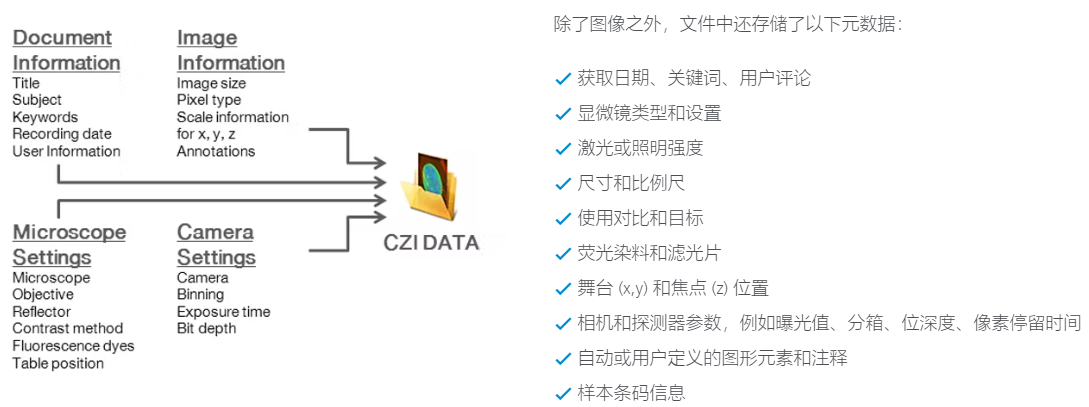 Document
Information
Title
Subject
Keywords
Recording date
User Information
Image
Information
Image size
Pixel type
Scale information
for x, y, z
Annotations
Microscope
Settings
Microscope
Objective
Reflector
Contrast method
Fluorescence dyes
Table position
Camera
Settings
Camera
Binning
Exposure time
Bit depth
CZI DATA
除了图像之外，文件中还存储了以下元数据：
获取日期、关键词、用户评论
显微镜类型和设置
激光或照明强度
尺寸和比例尺
使用对比和目标
荧光染料和滤光片
舞台 (x,y) 和焦点 (z) 位置
相机和探测器参数，例如曝光值、分箱、位深度、像素停留时间
自动或用户定义的图形元素和注释
样本条码信息